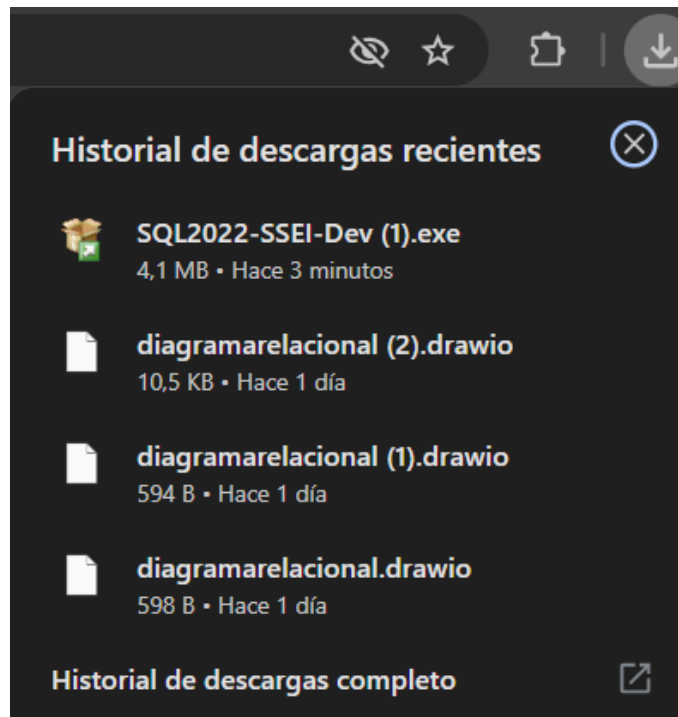 Historial de descargas recientes
SQL2022-SSEI-Dev (1).exe
4,1 MB • Hace 3 minutos
diagramarelacional (2).drawio
10,5 KB • Hace 1 día
diagramarelacional (1).drawio
594 B • Hace 1 día
diagramarelacional.drawio
598 B • Hace 1 día
Historial de descargas completo